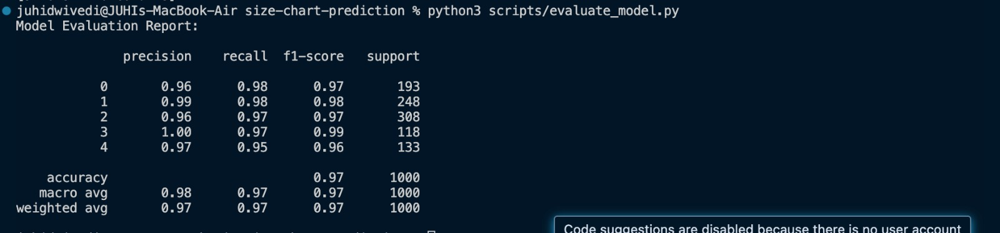 juhidwivedi@JUHIs-MacBook-Air size-chart-prediction % python3 scripts/evaluate_model.py
Model Evaluation Report:
precision recall f1-score support
0 0.96 0.98 0.97 193
1 0.99 0.98 0.98 248
2 0.96 0.97 0.97 308
3 1.00 0.97 0.99 118
4 0.97 0.95 0.96 133
accuracy 0.97 1000
macro avg 0.98 0.97 0.97 1000
weighted avg 0.97 0.97 0.97 1000
Code suggestions are disabled because there is no user account